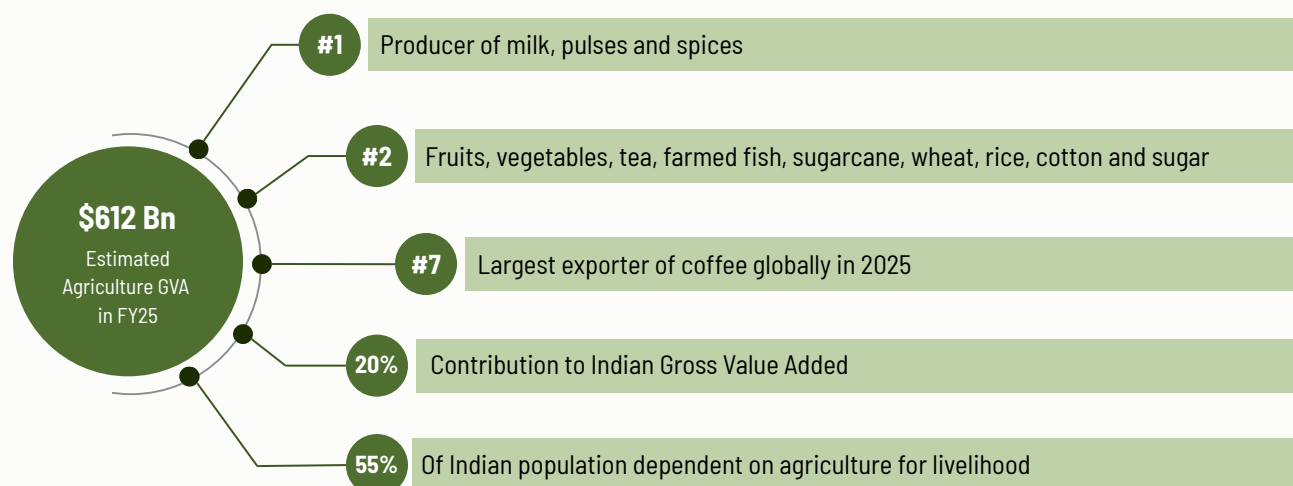 #1 Producer of milk, pulses and spices
#2 Fruits, vegetables, tea, farmed fish, sugarcane, wheat, rice, cotton and sugar
$612 Bn
Estimated
Agriculture GVA
in FY25
#7 Largest exporter of coffee globally in 2025
20% Contribution to Indian Gross Value Added
55% Of Indian population dependent on agriculture for livelihood